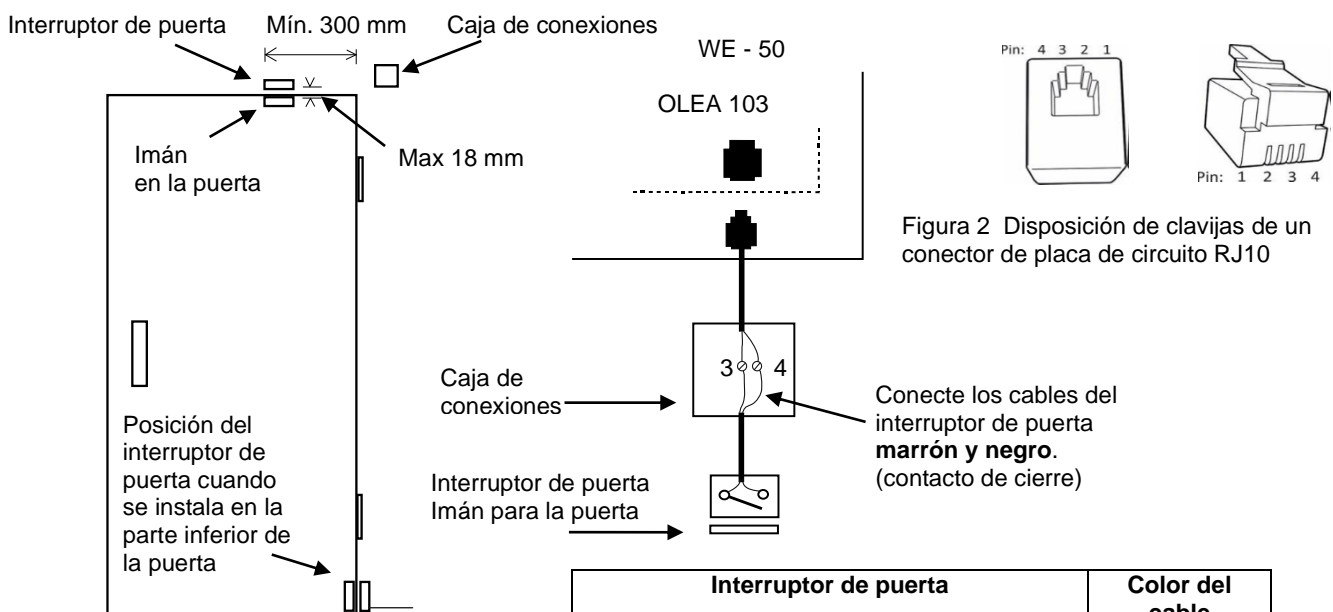 Interruptor de puerta
Mín. 300 mm
Caja de conexiones
Imán
en la puerta
Max 18 mm
Posición del
interruptor de
puerta cuando
se instala en la
parte inferior de
la puerta
WE - 50
OLEA 103
Caja de
conexiones
3 4
Conecte los cables del
interruptor de puerta
marrón y negro.
(contacto de cierre)
Interruptor de puerta
Imán para la puerta
Pin: 4 3 2 1
Pin: 1 2 3 4
Figura 2 Disposición de clavijas de un
conector de placa de circuito RJ10
Interruptor de puerta
Color del
cable